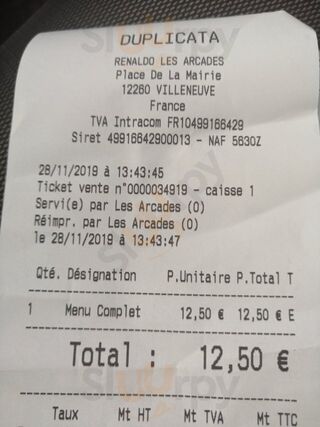 DUPLICATA
RENALDO LES ARCADES
Place De La Mairie
12260 VILLENEUVE
France
TVA Intracom FR10499166429
Siret 49916642900013 - NAF 5630Z
28/11/2019 à 13:43:45
Ticket vente n°0000034919 - caisse 1
Servi(e) par Les Arcades (0)
Réimpr. par Les Arcades (0)
le 28/11/2019 à 13:43:47
Qté. Désignation P.Unitaire P.Total T
1 Menu Complet 12,50 € 12,50 € E
Total : 12,50 €
Taux Mt HT Mt TVA Mt TTC